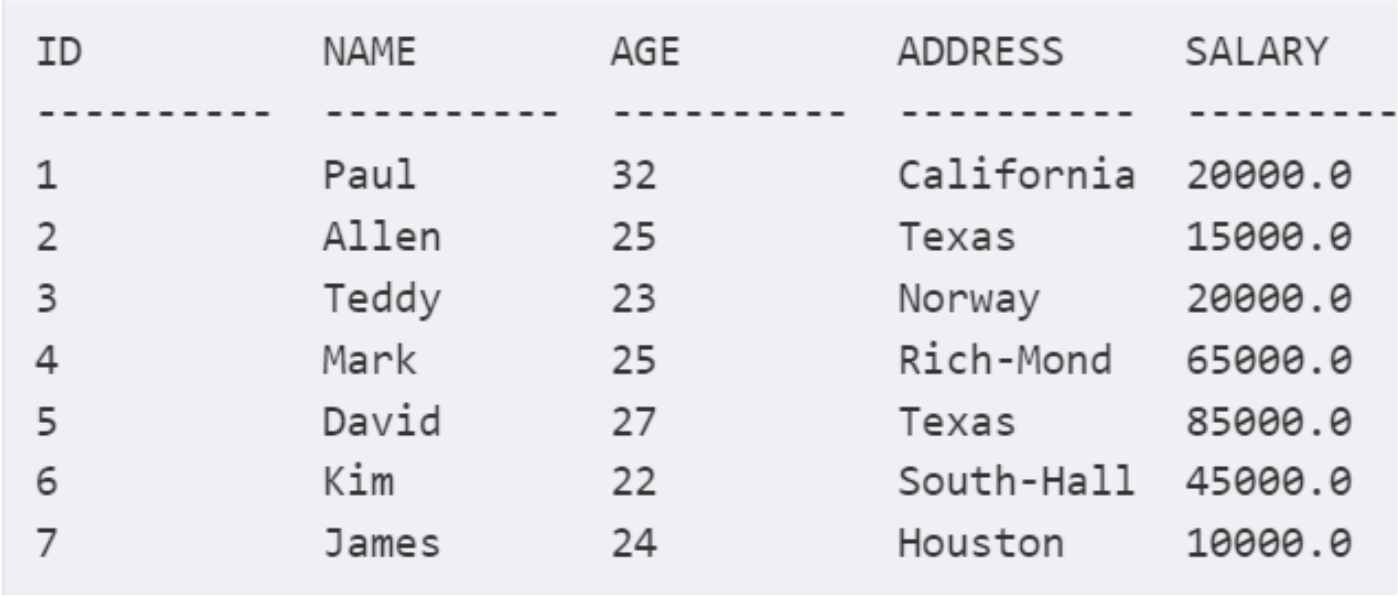 ID          NAME        AGE         ADDRESS     SALARY
----------  ----------  ----------  ----------  ---------
1           Paul        32          California  20000.0
2           Allen       25          Texas       15000.0
3           Teddy       23          Norway      20000.0
4           Mark        25          Rich-Mond   65000.0
5           David       27          Texas       85000.0
6           Kim         22          South-Hall  45000.0
7           James       24          Houston     10000.0